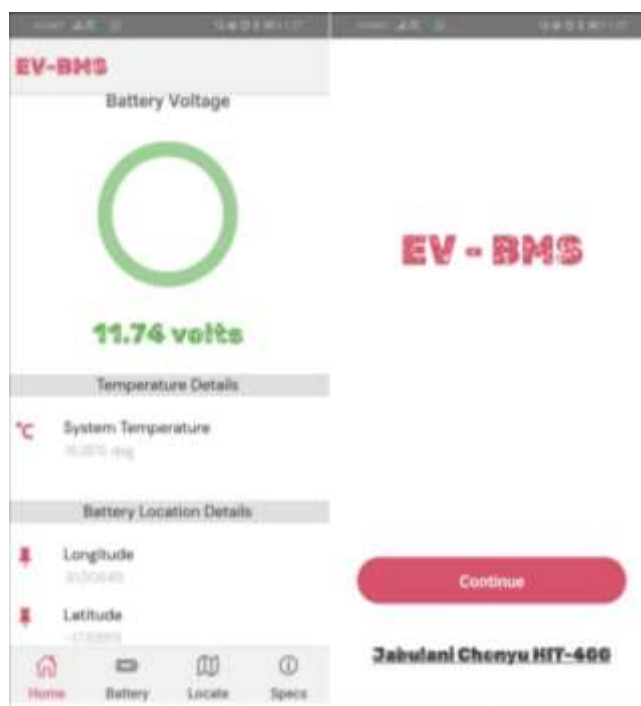 EV-BMS
Battery Voltage
11.74 volts
Temperature Details
°C System Temperature
deg
Battery Location Details
Longitude
Latitude
Home Battery Locate Specs
EV - BMS
Continue
Jabulani Chenyu HIT-400